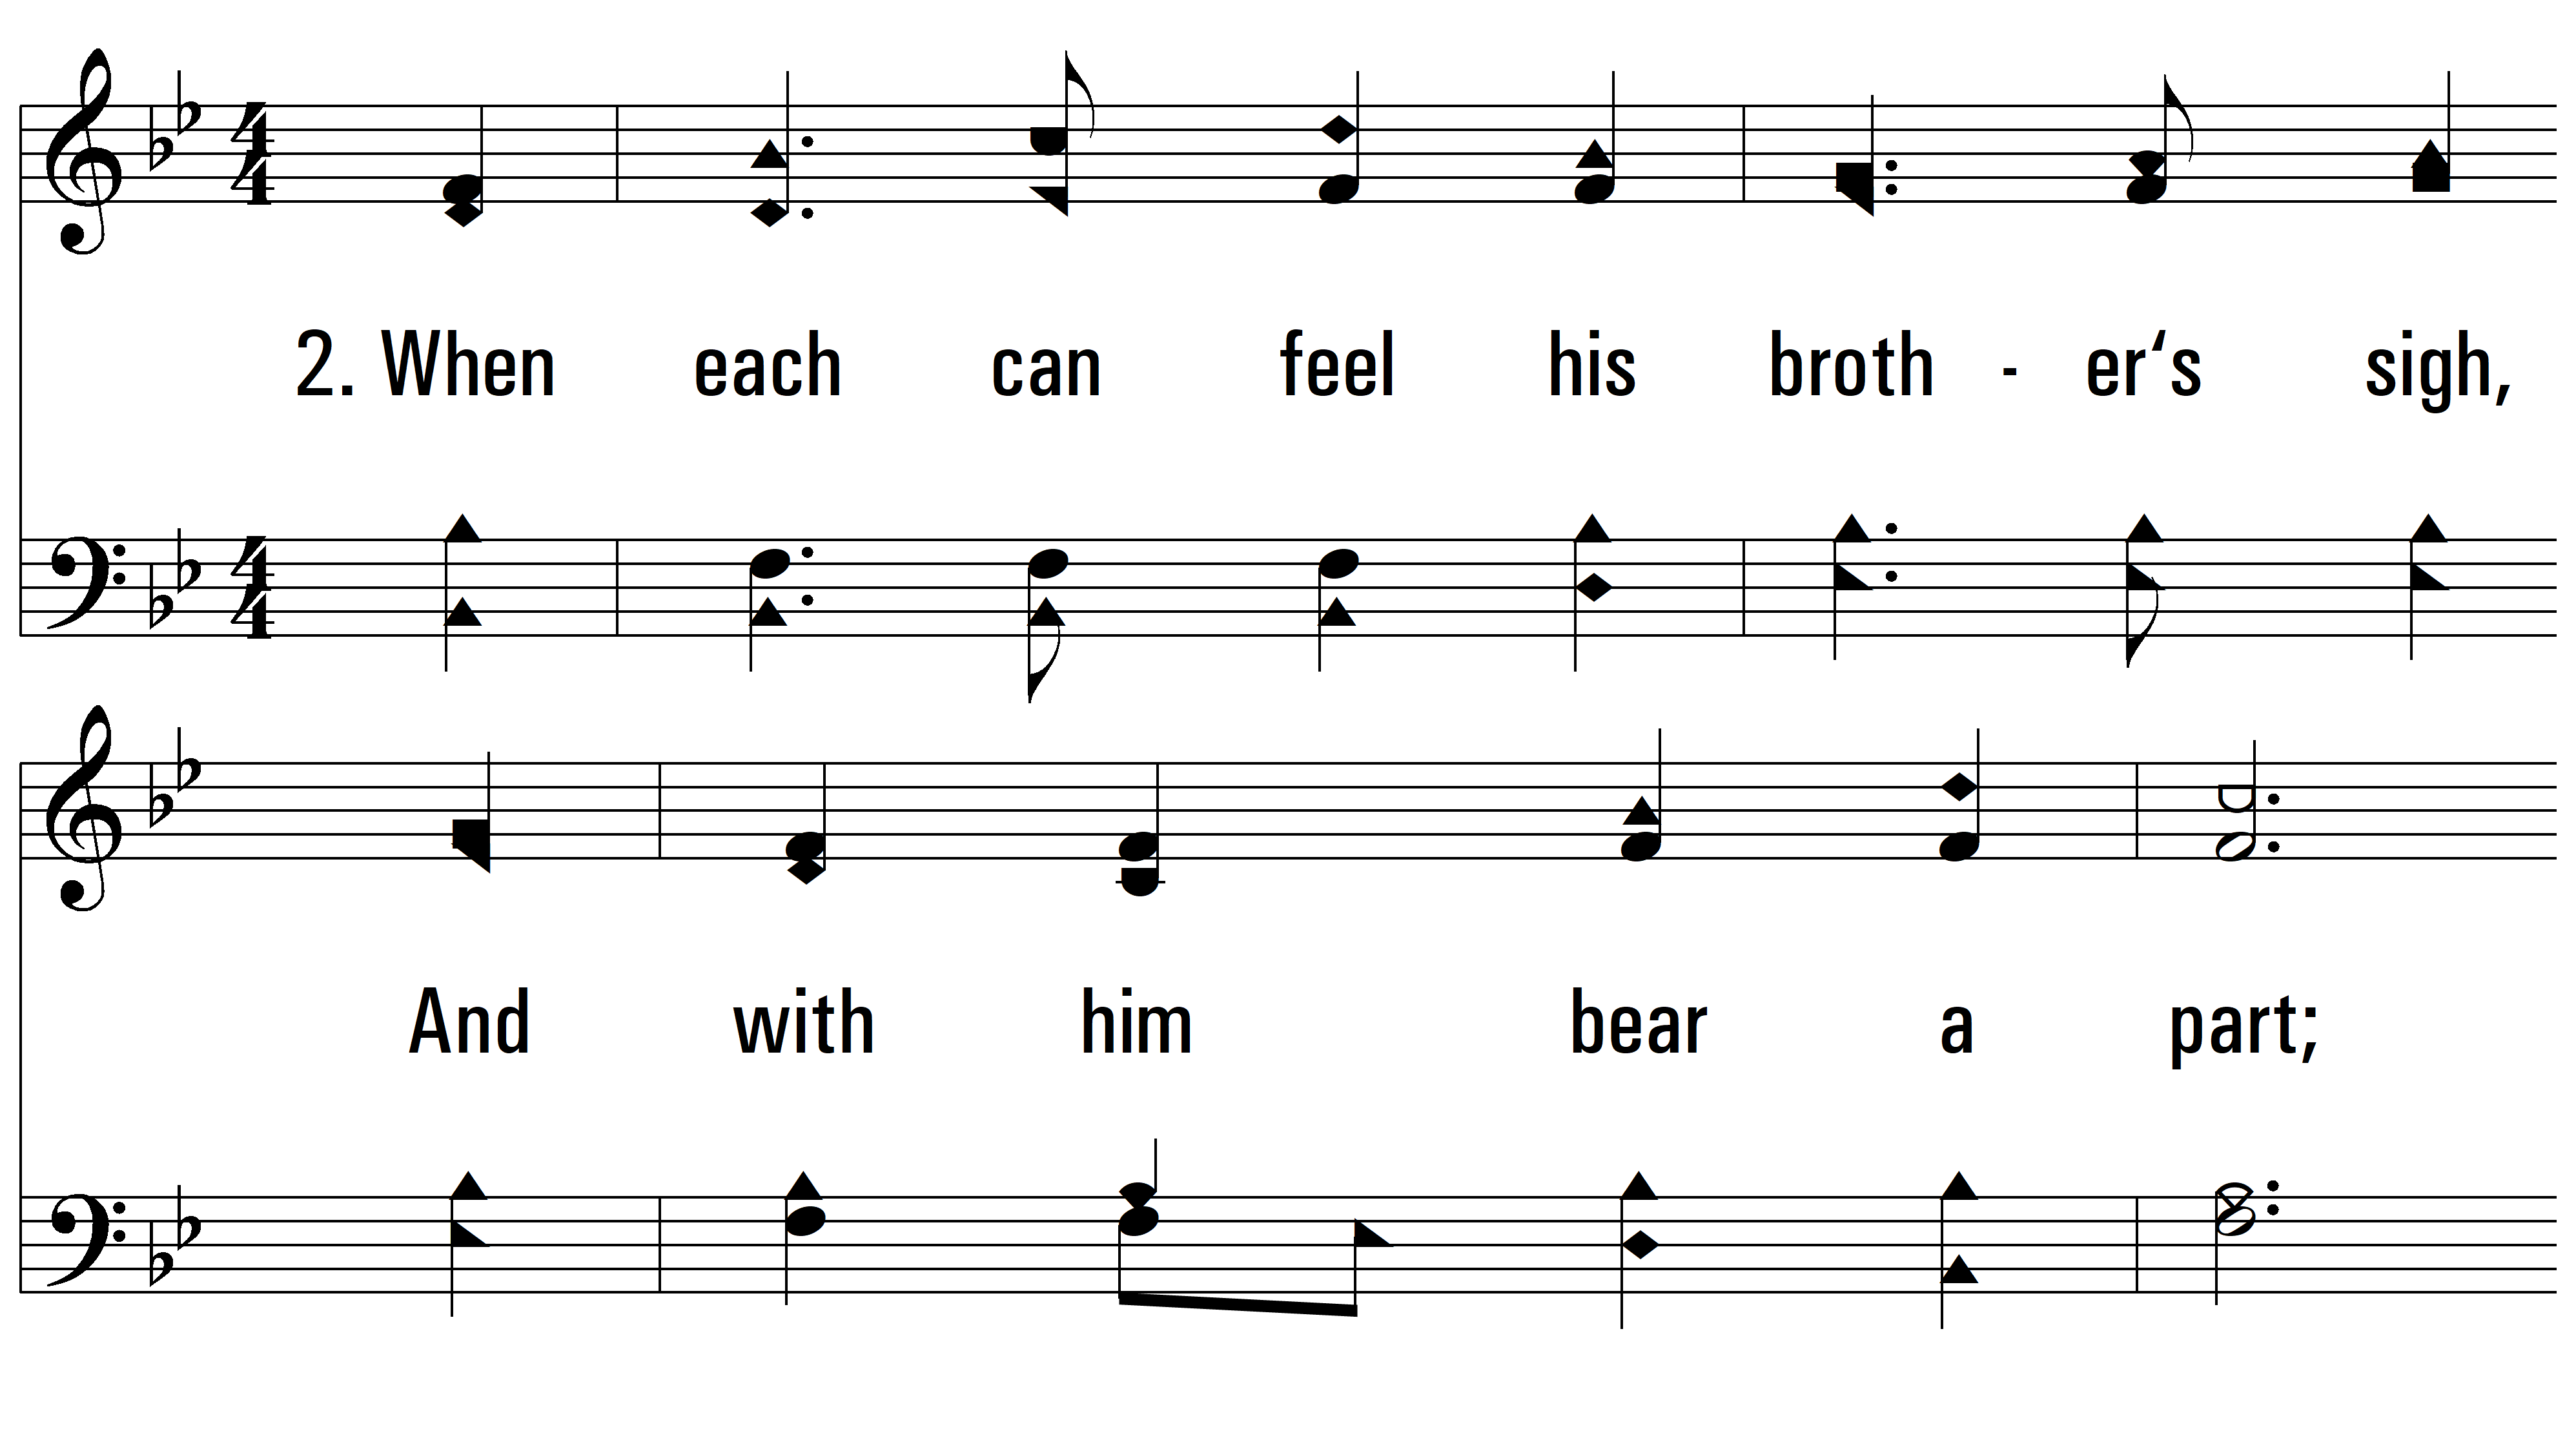 2. When each can feel his broth - er‘s sigh,
And with him bear a part;